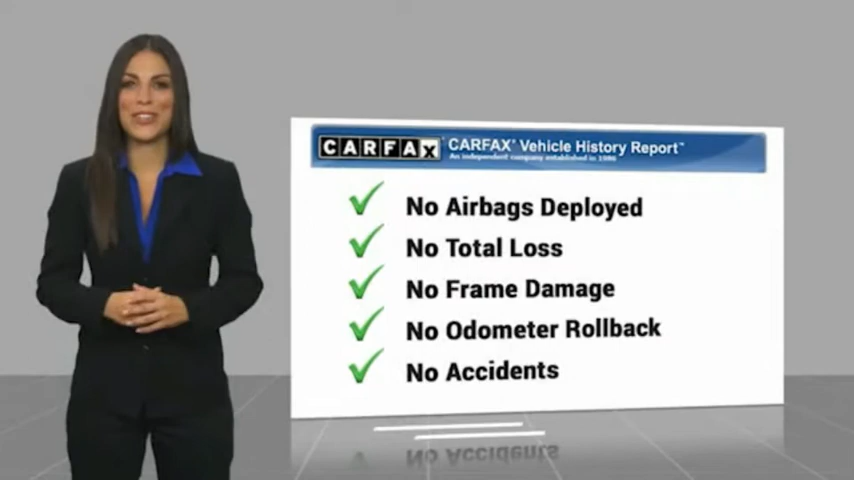 CARFAX CARFAX® Vehicle History Report™
An independent company established in 1986
No Airbags Deployed
No Total Loss
No Frame Damage
No Odometer Rollback
No Accidents
No Accidents